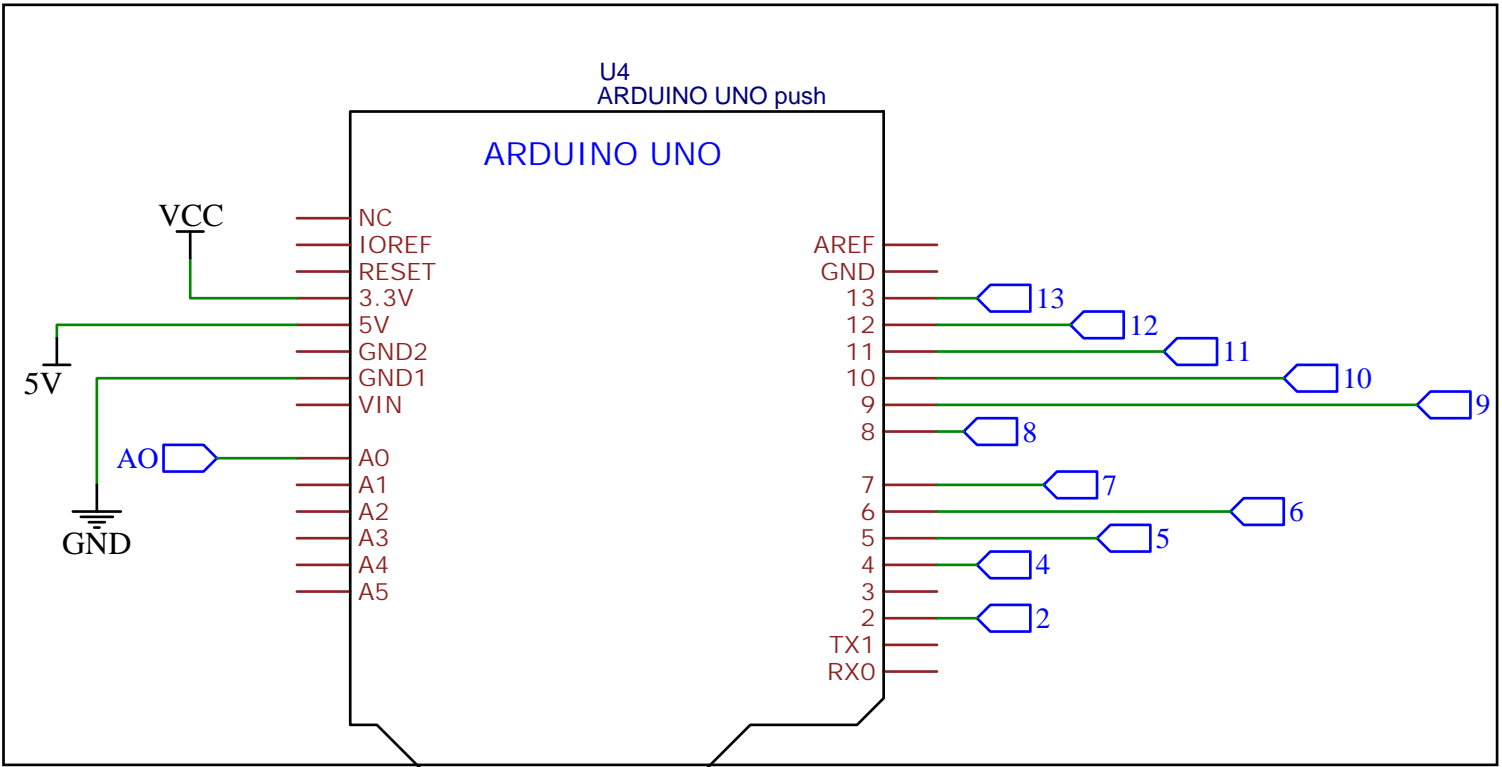 U4
ARDUINO UNO push
ARDUINO UNO
VCC
5V
GND
AO
NC
IOREF
RESET
3.3V
5V
GND2
GND1
VIN
A0
A1
A2
A3
A4
A5
AREF
GND
13
12
11
10
9
8
7
6
5
4
3
2
TX1
RX0
13
12
11
10
9
8
7
6
5
4
2